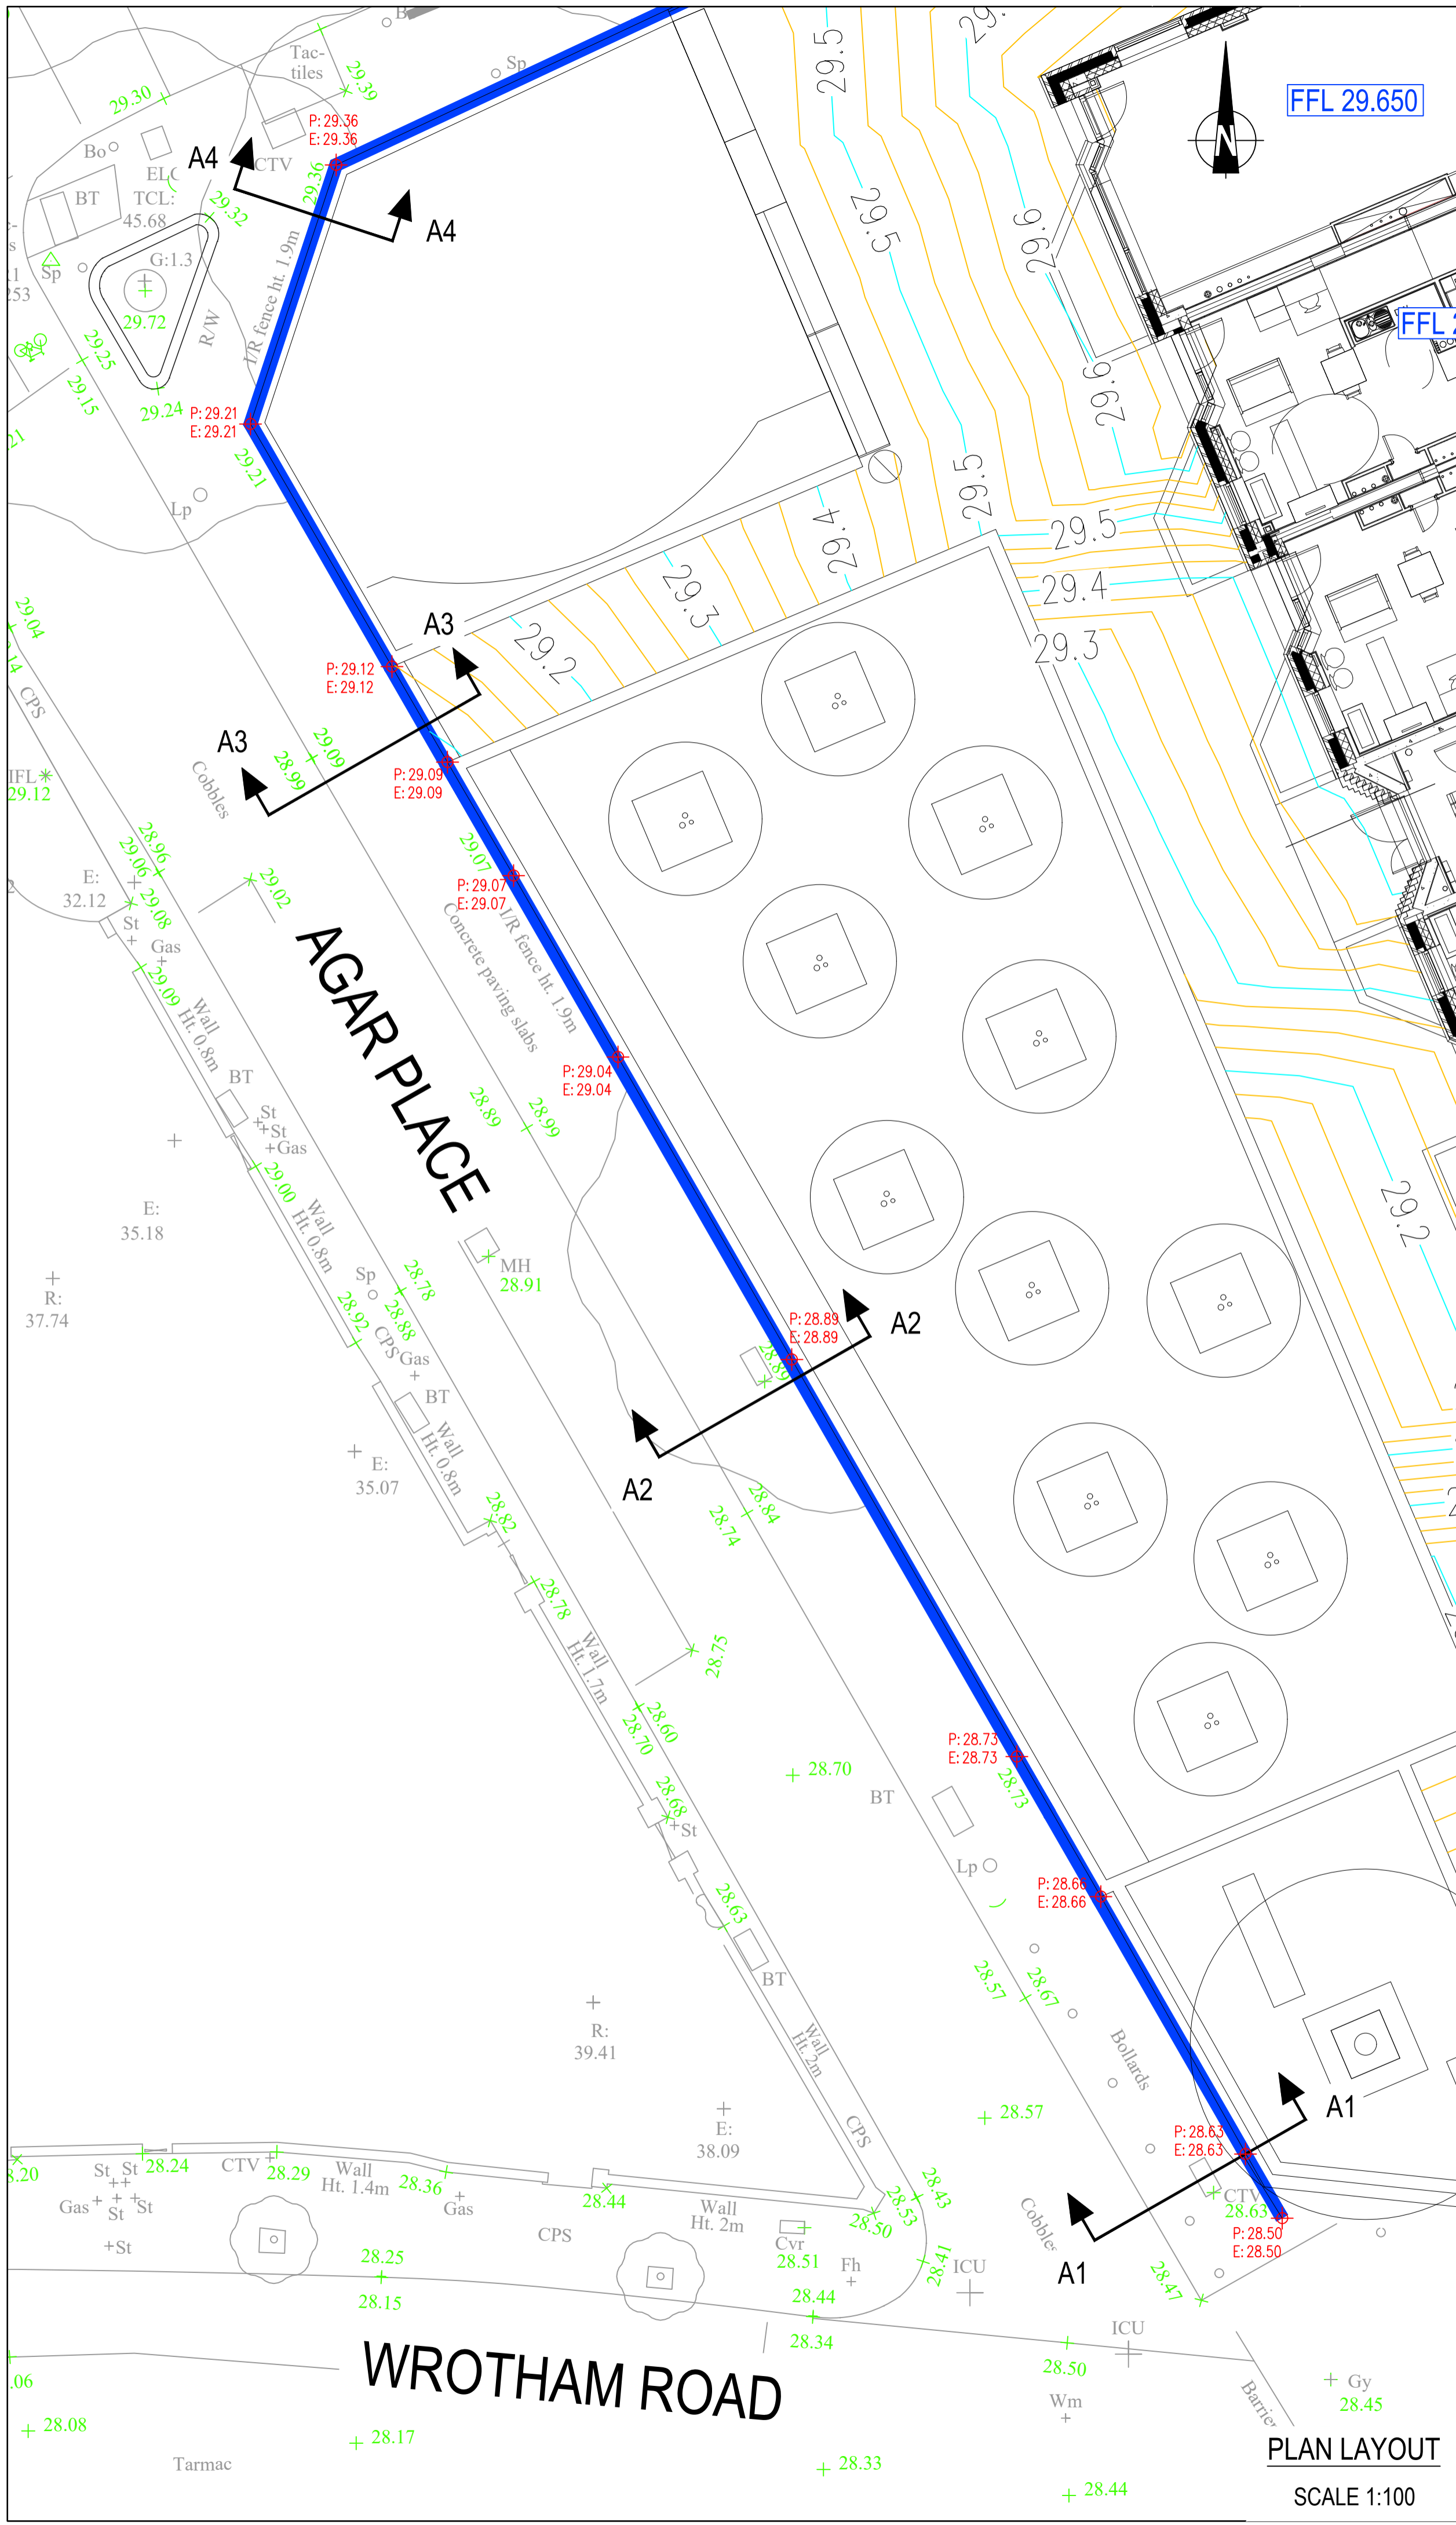 B
Tac-
tiles
Sp
29.39
29.30
P: 29.36
E: 29.36
29.36
A4
CTV
Bo
BT
TCL:
45.68
29.32
G:1.3
Sp
253
29.72
R/W
I/R fence ht. 1.9m
A4
29.25
29.15
29.24
P: 29.21
E: 29.21
29.21
Lp
29.5
29.5
29.6
29.6
29.5
29.5
29.4
29.4
29.3
29.3
29.2
29.2
N
FFL 29.650
FFL 2
29.04
CPS
A3
P: 29.12
E: 29.12
A3
29.09
28.99
Cobbles
P: 29.09
E: 29.09
IFL
29.12
28.96
29.06
29.08
E:
32.12
St
Gas
29.09
29.02
29.07
P: 29.07
E: 29.07
I/R fence ht. 1.9m
Concrete paving slabs
AGAR PLACE
Wall
Ht. 0.8m
BT
St
St
Gas
29.00
P: 29.04
E: 29.04
28.99
28.89
E:
35.18
Wall
Ht. 0.8m
MH
28.91
R:
37.74
Sp
28.78
28.88
28.92
CPS
Gas
BT
Wall
Ht. 0.8m
E:
35.07
P: 28.89
E: 28.89
28.89
A2
A2
28.84
28.74
28.82
28.78
Wall
Ht. 1.7m
28.75
28.60
28.70
28.68
St
28.70
BT
P: 28.73
E: 28.73
28.73
Lp
P: 28.66
E: 28.66
28.63
BT
28.57
28.67
Bollards
R:
39.41
Wall
Ht. 2m
CPS
28.57
E:
38.09
A1
P: 28.63
E: 28.63
CTV
28.63
P: 28.50
E: 28.50
Cobbles
A1
28.47
28.24
St St
Gas St St
St
CTV
28.29
Wall
Ht. 1.4m
28.36
Gas
28.44
Wall
Ht. 2m
CPS
Cvr
28.51
28.50
28.53
28.43
28.41
Fh
ICU
ICU
28.25
28.15
28.44
28.34
28.50
Wm
Gy
28.45
Barrier
WROTHAM ROAD
.06
28.08
28.17
Tarmac
28.33
28.44
PLAN LAYOUT
SCALE 1:100